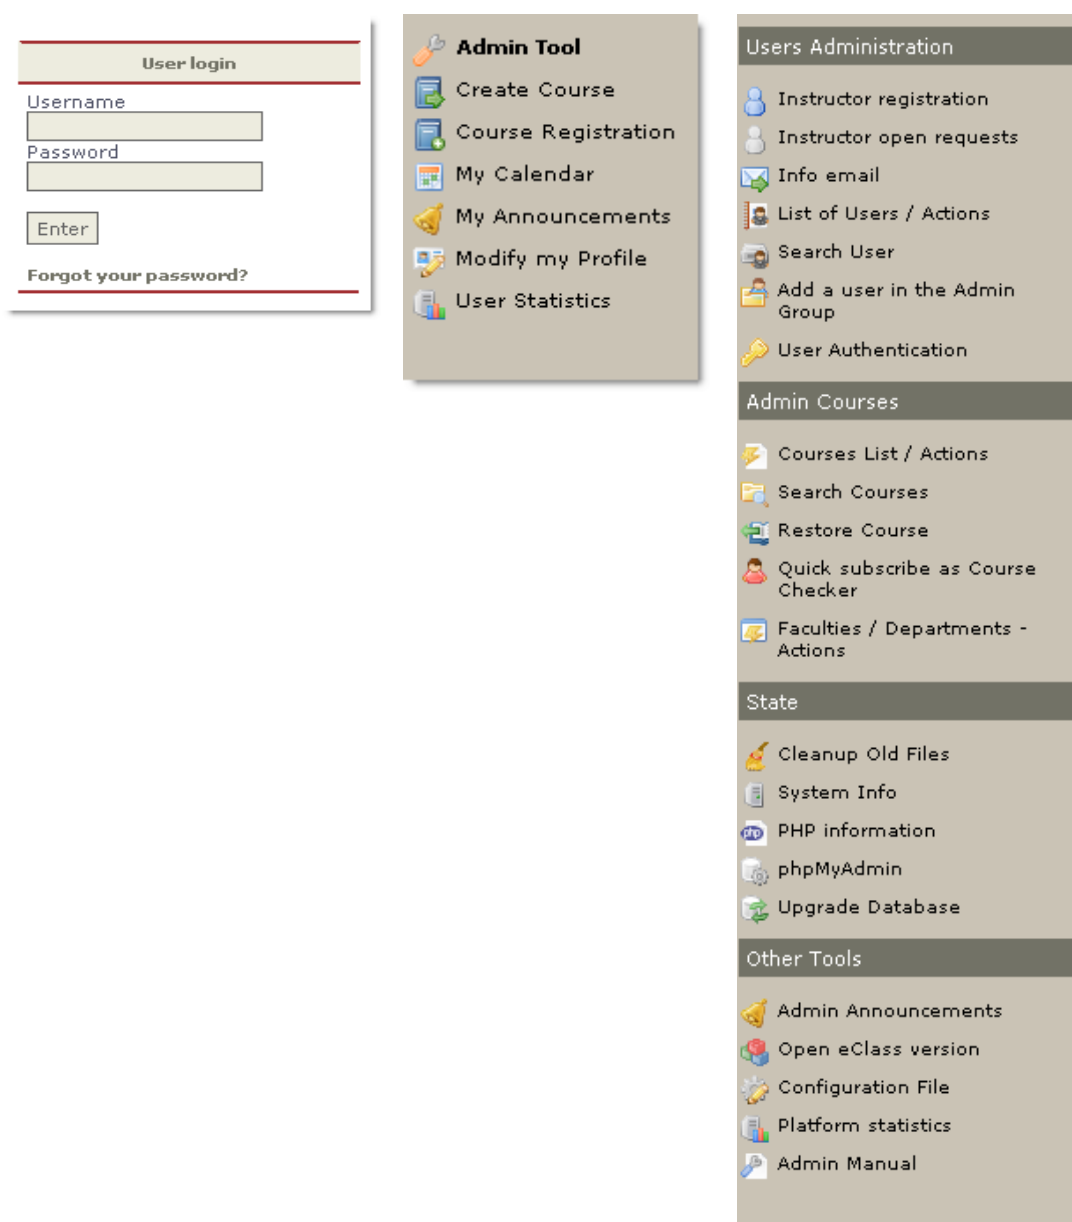 User login
Username
Password
Enter
Forgot your password?
Admin Tool
Create Course
Course Registration
My Calendar
My Announcements
Modify my Profile
User Statistics
Users Administration
Instructor registration
Instructor open requests
Info email
List of Users / Actions
Search User
Add a user in the Admin
Group
User Authentication
Admin Courses
Courses List / Actions
Search Courses
Restore Course
Quick subscribe as Course
Checker
Faculties / Departments -
Actions
State
Cleanup Old Files
System Info
php
PHP information
phpMyAdmin
Upgrade Database
Other Tools
Admin Announcements
Open eClass version
Configuration File
Platform statistics
Admin Manual